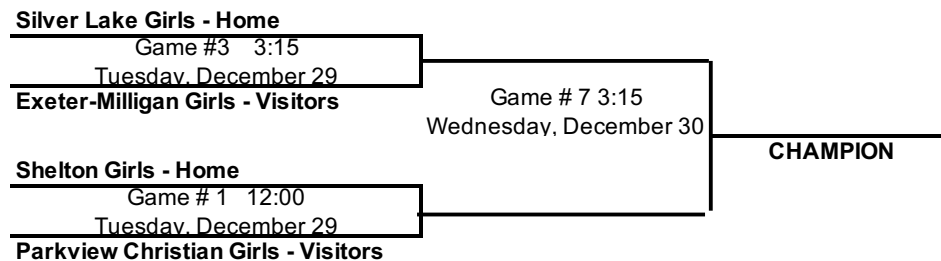 Silver Lake Girls - Home
Game #3 3:15
Tuesday, December 29
Exeter-Milligan Girls - Visitors
Game # 7 3:15
Wednesday, December 30
CHAMPION
Shelton Girls - Home
Game # 1 12:00
Tuesday, December 29
Parkview Christian Girls - Visitors